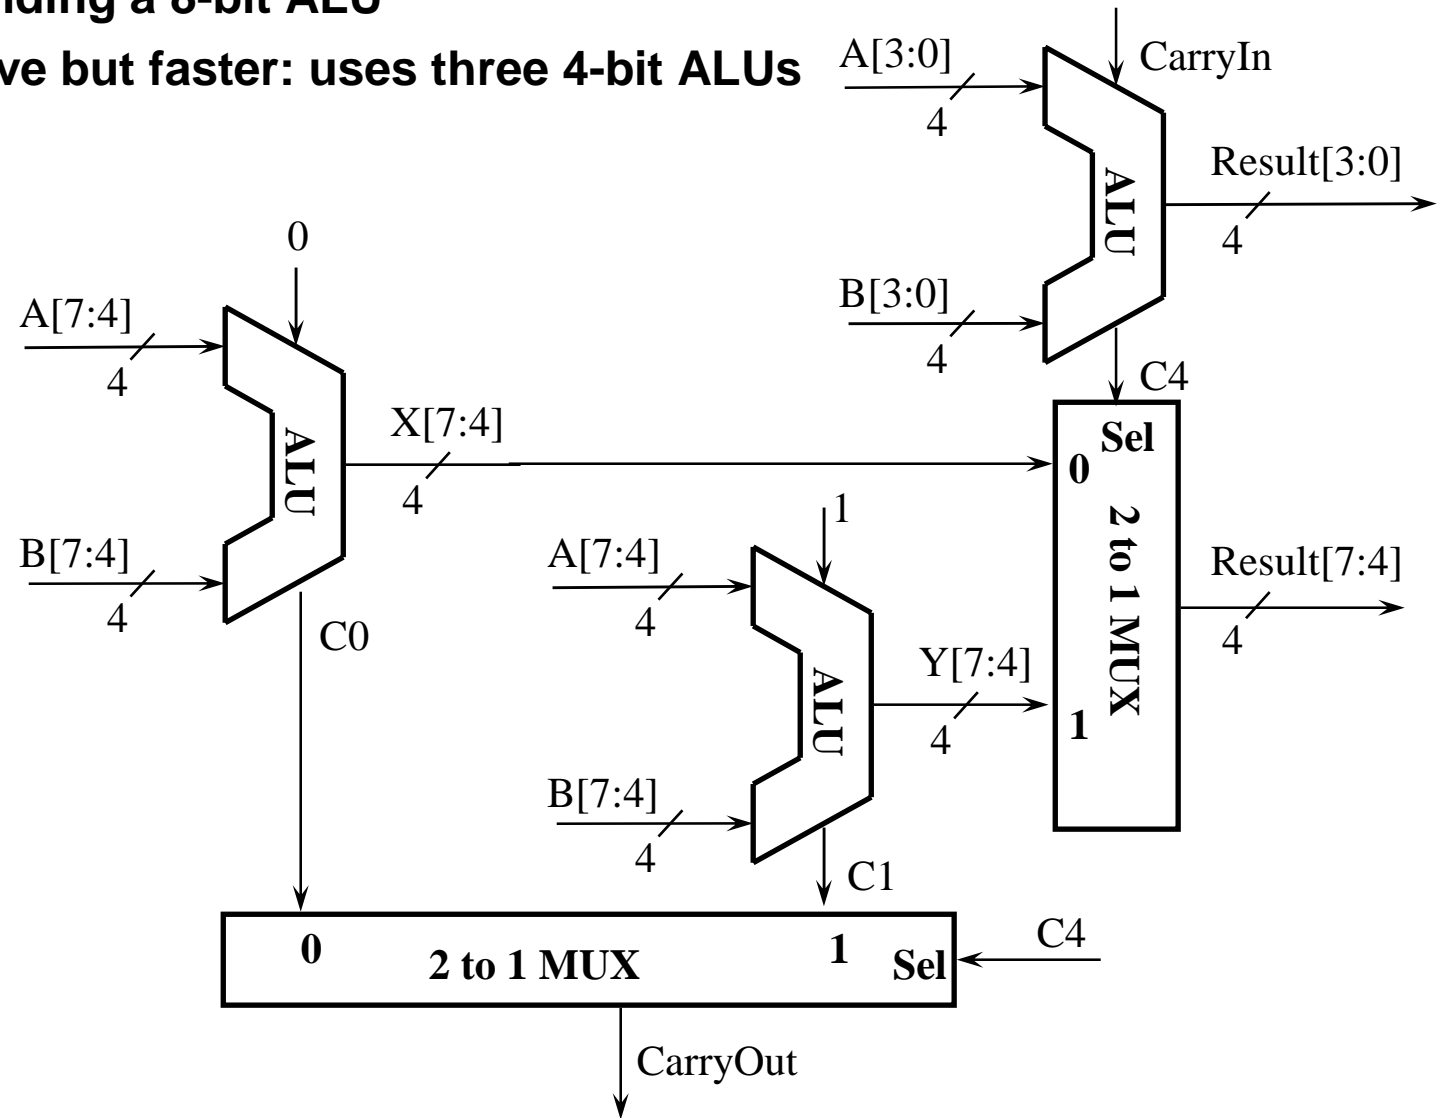 a 8-bit ALU
but faster: uses three 4-bit ALUs
A[3:0]
CarryIn
4
Result[3:0]
ALU
4
B[3:0]
4
C4
0
A[7:4]
4
X[7:4]
ALU
4
B[7:4]
4
C0
Sel
0
2 to 1 MUX
1
Result[7:4]
4
1
A[7:4]
4
Y[7:4]
ALU
4
B[7:4]
4
C1
0
2 to 1 MUX
1
Sel
C4
CarryOut